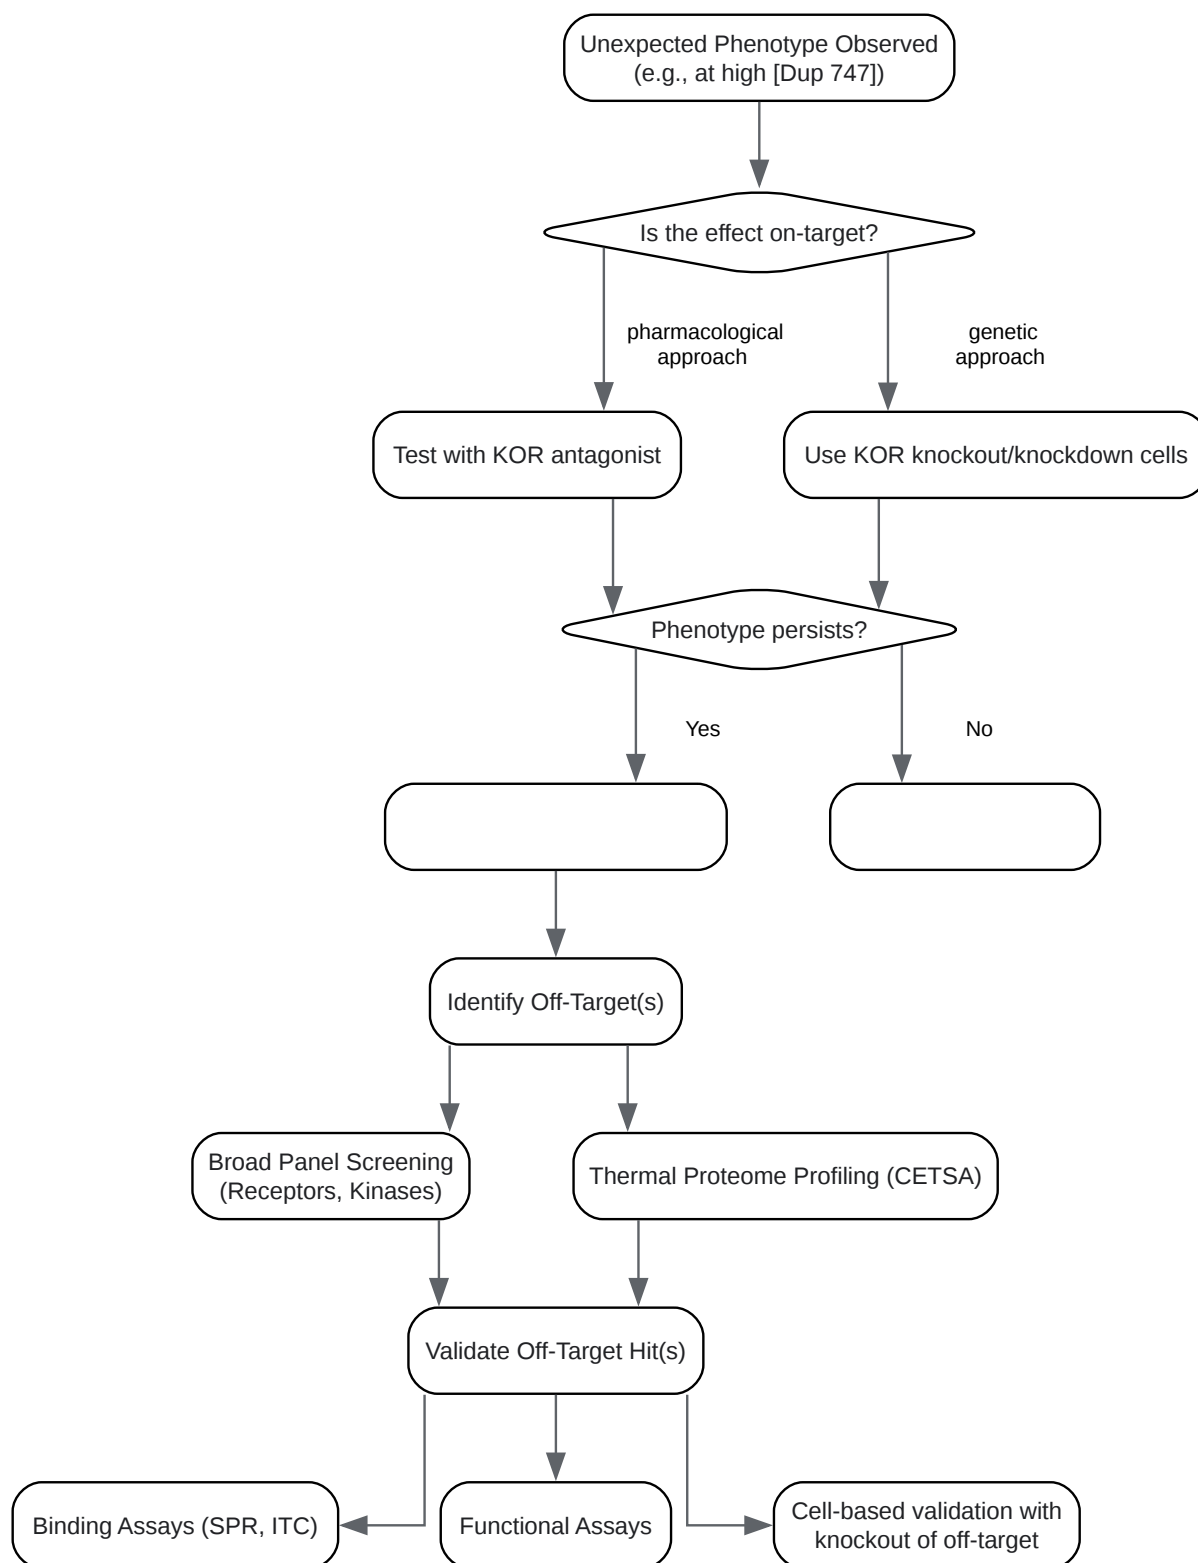 Unexpected Phenotype Observed
(e.g., at high [Dup 747])
Is the effect on-target?
pharmacological
approach
genetic
approach
Test with KOR antagonist
Use KOR knockout/knockdown cells
Phenotype persists?
Yes
No
Identify Off-Target(s)
Broad Panel Screening
(Receptors, Kinases)
Thermal Proteome Profiling (CETSA)
Validate Off-Target Hit(s)
Binding Assays (SPR, ITC)
Functional Assays
Cell-based validation with
knockout of off-target